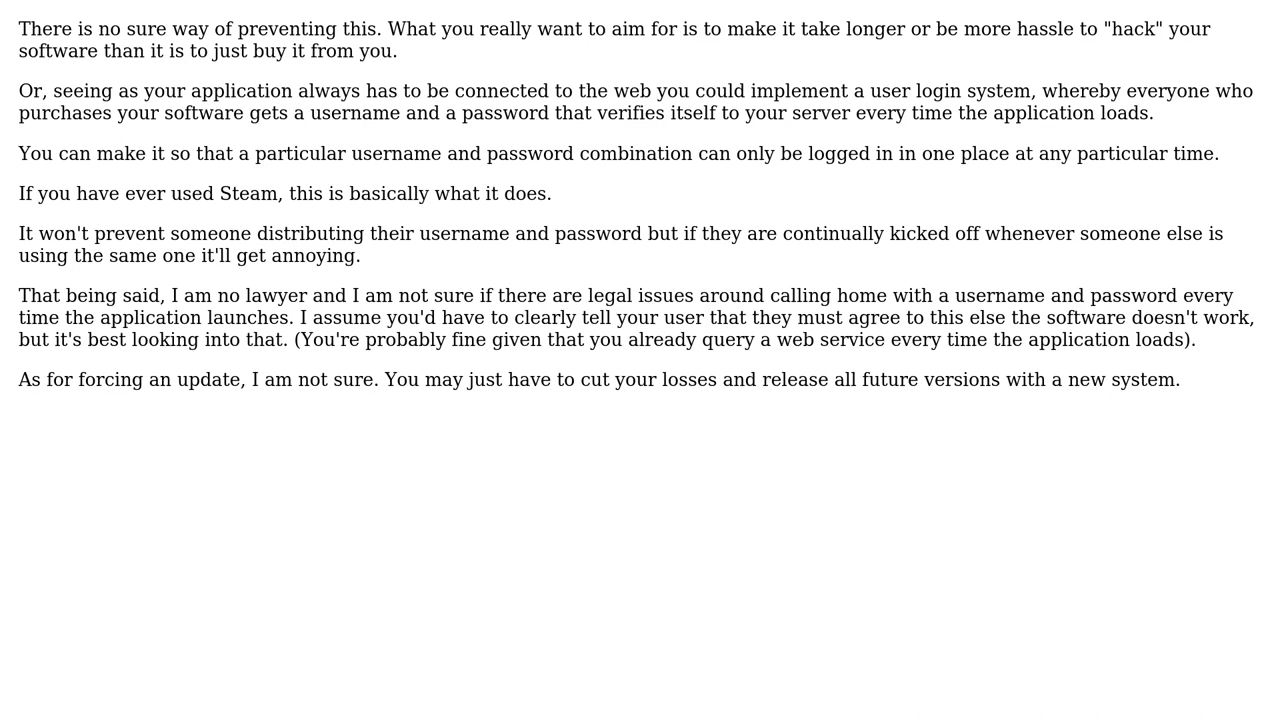 There is no sure way of preventing this. What you really want to aim for is to make it take longer or be more hassle to "hack" your
software than it is to just buy it from you.
Or, seeing as your application always has to be connected to the web you could implement a user login system, whereby everyone who
purchases your software gets a username and a password that verifies itself to your server every time the application loads.
You can make it so that a particular username and password combination can only be logged in in one place at any particular time.
If you have ever used Steam, this is basically what it does.
It won't prevent someone distributing their username and password but if they are continually kicked off whenever someone else is
using the same one it'll get annoying.
That being said, I am no lawyer and I am not sure if there are legal issues around calling home with a username and password every
time the application launches. I assume you'd have to clearly tell your user that they must agree to this else the software doesn't work,
but it's best looking into that. (You're probably fine given that you already query a web service every time the application loads).
As for forcing an update, I am not sure. You may just have to cut your losses and release all future versions with a new system.